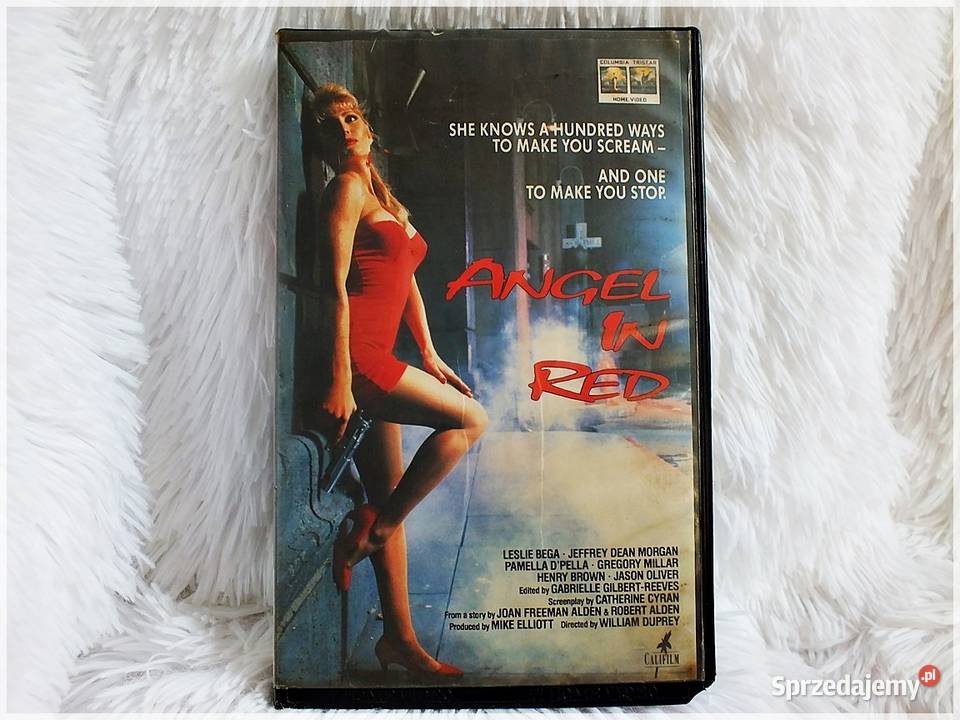 COLUMBIA TRISTAR
HOME VIDEO
SHE KNOWS A HUNDRED WAYS
TO MAKE YOU SCREAM –
AND ONE
TO MAKE YOU STOP.
ANGEL
IN
RED
LESLIE BEGA · JEFFREY DEAN MORGAN
PAMELLA D'PELLA · GREGORY MILLAR
HENRY BROWN · JASON OLIVER
Edited by GABRIELLE GILBERT-REEVES
Screenplay by CATHERINE CYRAN
From a story by JOAN FREEMAN ALDEN & ROBERT ALDEN
Produced by MIKE ELLIOTT Directed by WILLIAM DUPREY
CALIFILM
Sprzedajemy.pl